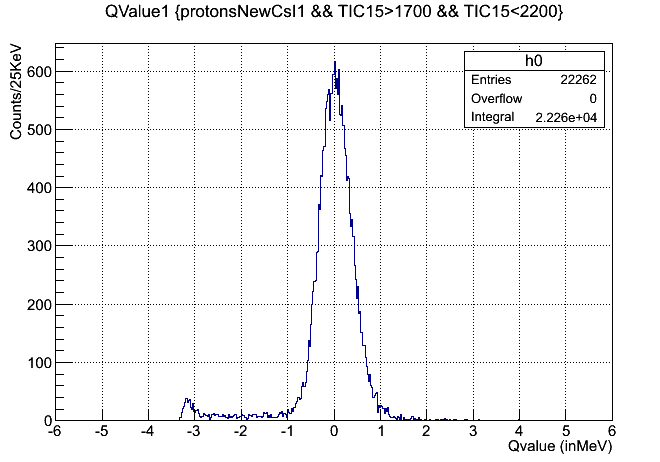 QValue1 {protonsNewCsI1 && TIC15>1700 && TIC15<2200}
Counts/25KeV
h0
Entries 22262
Overflow 0
Integral 2.226e+04
600
500
400
300
200
100
0
-6 -5 -4 -3 -2 -1 0 1 2 3 4 5 6
Qvalue (inMeV)